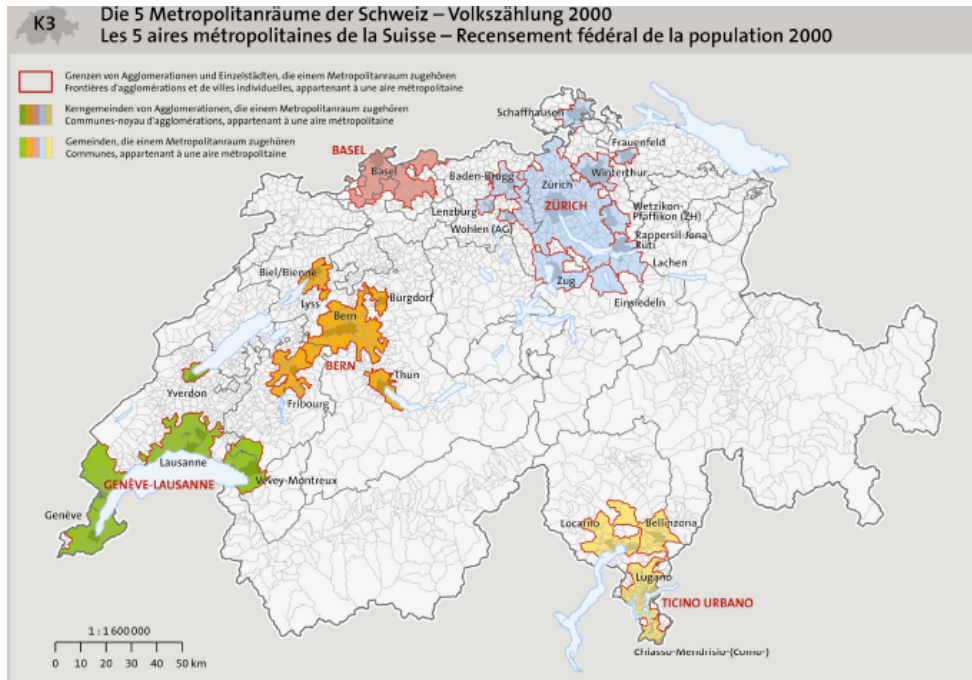 K3
Die 5 Metropolitanräume der Schweiz – Volkszählung 2000
Les 5 aires métropolitaines de la Suisse – Recensement fédéral de la population 2000
Grenzen von Agglomerationen und Einzelstädten, die einem Metropolitanraum zugehören
Frontières d'agglomérations et de villes individuelles, appartenant à une aire métropolitaine
Kerngemeinden von Agglomerationen, die einem Metropolitanraum zugehören
Communes-noyau d'agglomérations, appartenant à une aire métropolitaine
Gemeinden, die einem Metropolitanraum zugehören
Communes, appartenant à une aire métropolitaine
Schaffhausen
Frauenfeld
BASEL
Basel
Baden-Brugg
Winterthur
Zürich
ZÜRICH
Lenzburg
Wetzikon-
Pfäffikon (ZH)
Wohlen (AG)
Rappersil-Jona
Rüti
Lachen
Zug
Einsiedeln
Biel/Bienne
Lyss
Burgdorf
Bern
BERN
Thun
Yverdon
Fribourg
Lausanne
GENÈVE-LAUSANNE
Vevey-Montreux
Genève
Locarno
Bellinzona
Lugano
TICINO URBANO
Chiasso-Mendrisio-(Como-)
1:1600000
0 10 20 30 40 50 km